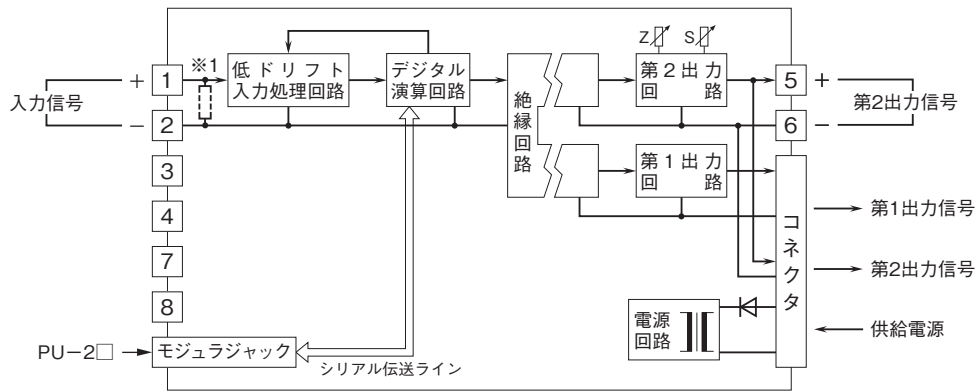 入力信号
+
−
1
2
3
4
7
8
※1
低ドリフト
入力処理回路
デジタル
演算回路
絶縁回路
Z
S
第2出力
回路
第1出力
回路
電源
回路
コネクタ
5
6
+
−
第2出力信号
第1出力信号
第2出力信号
供給電源
PU−2□
モジュラジャック
シリアル伝送ライン